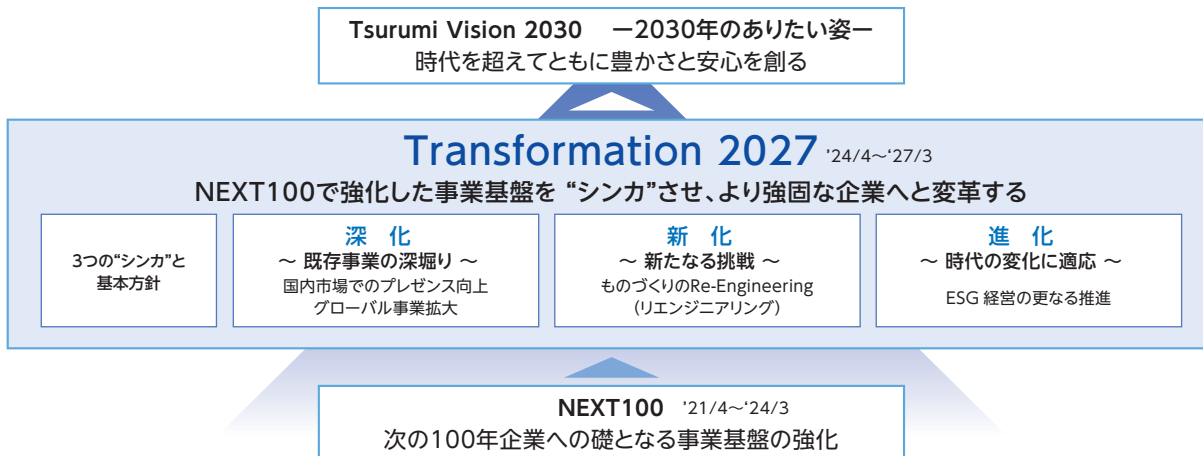 Tsurumi Vision 2030 ー2030年のありたい姿ー
時代を超えてともに豊かさと安心を創る
Transformation 2027 '24/4～'27/3
NEXT100で強化した事業基盤を “シンカ”させ、より強固な企業へと変革する
3つの“シンカ”と
基本方針
深 化
～ 既存事業の深堀り ～
国内市場でのプレゼンス向上
グローバル事業拡大
新 化
～ 新たなる挑戦 ～
ものづくりのRe-Engineering
(リエンジニアリング)
進 化
～ 時代の変化に適応 ～
ESG 経営の更なる推進
NEXT100 '21/4～'24/3
次の100年企業への礎となる事業基盤の強化